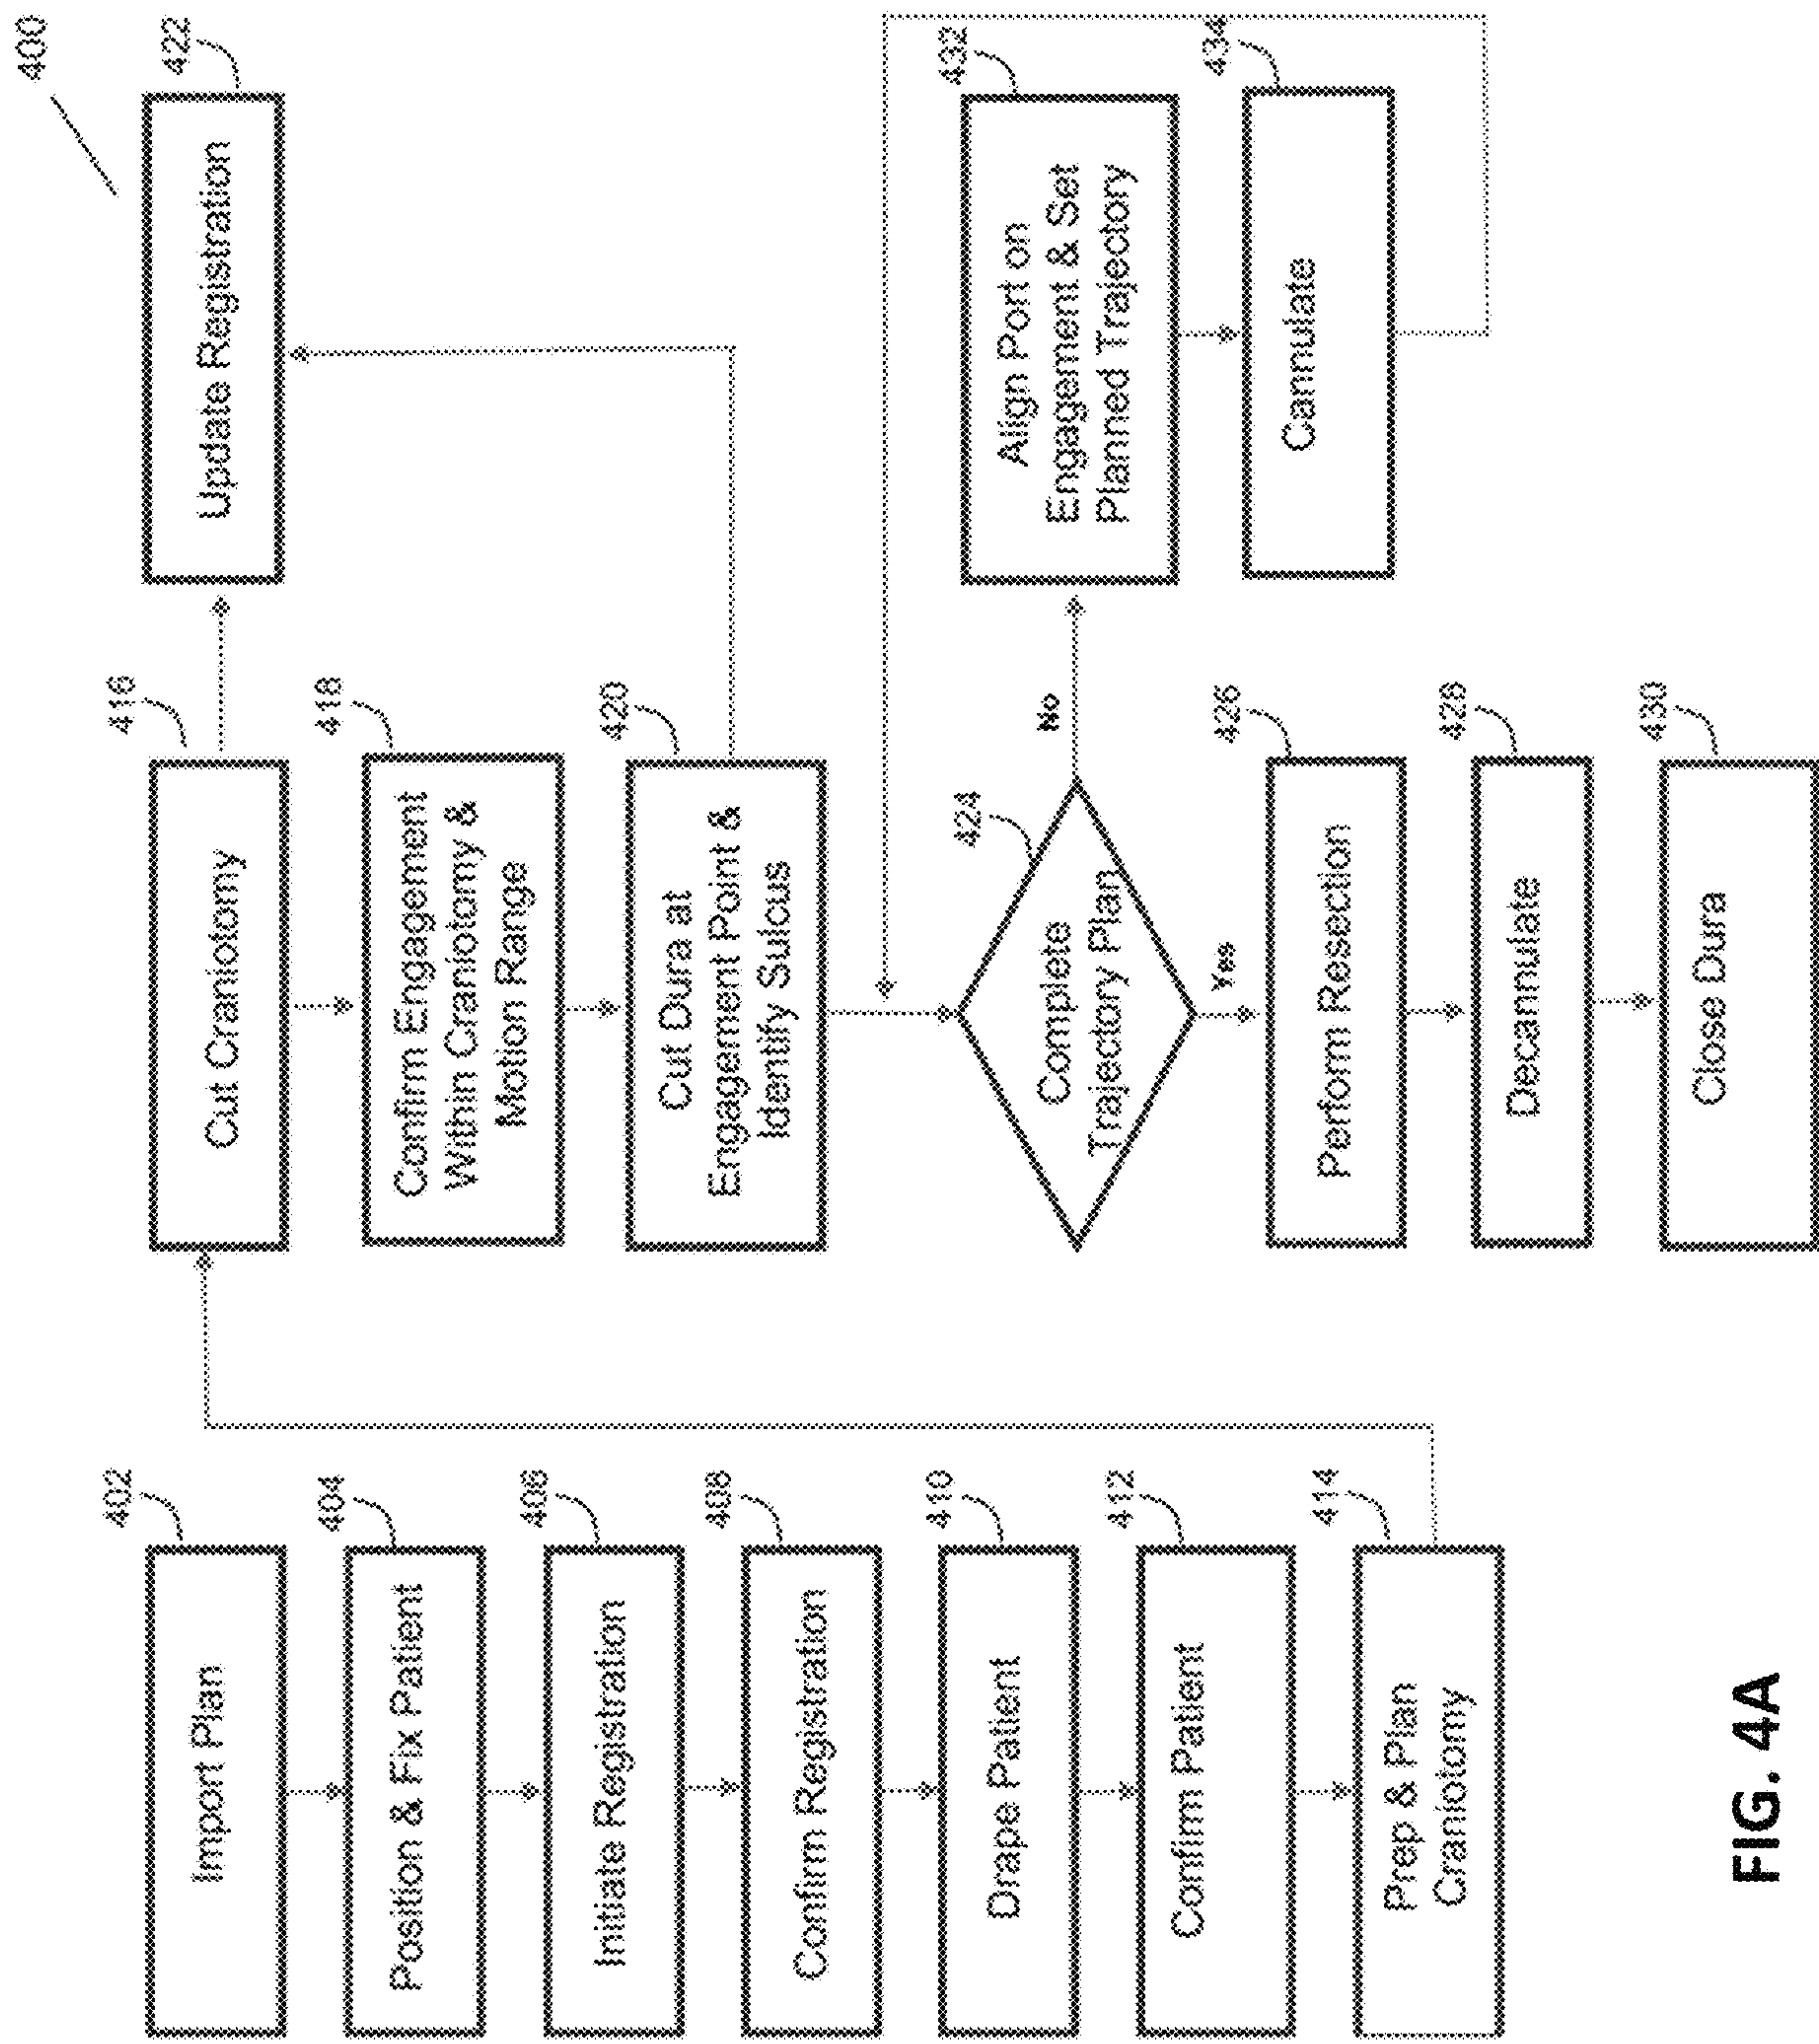 400
402
Import Plan
404
Position & Fix Patient
406
Initiate Registration
408
Confirm Registration
410
Drape Patient
412
Confirm Patient
414
Prep & Plan
Craniotomy
416
Cut Craniotomy
418
Confirm Engagement
Within Craniotomy &
Motion Range
420
Cut Dura at
Engagement Point &
Identify Sulcus
422
Update Registration
424
Complete
Trajectory Plan
No
Yes
426
Perform Resection
428
Decannulate
430
Close Dura
432
Align Port on
Engagement & Set
Planned Trajectory
434
Cannulate
FIG. 4A